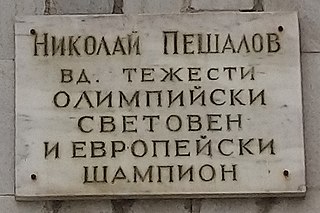 НИКОЛАЙ ПЕШАЛОВ
ВД. ТЕЖЕСТИ
ОЛИМПИЙСКИ
СВЕТОВЕН
И ЕВРОПЕЙСКИ
ШАМПИОН